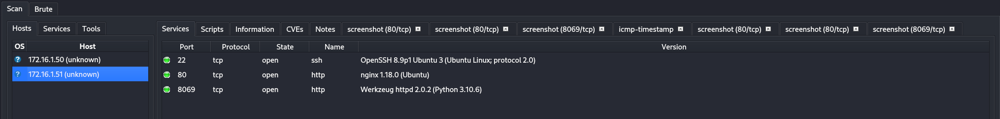 Scan Brute
Hosts Services Tools
Services Scripts Information CVEs Notes screenshot (80/tcp) screenshot (80/tcp) screenshot (8069/tcp) icmp-timestamp screenshot (80/tcp) screenshot (80/tcp) screenshot (8069/tcp)
OS Host
172.16.1.50 (unknown)
172.16.1.51 (unknown)
Port Protocol State Name Version
22 tcp open ssh OpenSSH 8.9p1 Ubuntu 3 (Ubuntu Linux; protocol 2.0)
80 tcp open http nginx 1.18.0 (Ubuntu)
8069 tcp open http Werkzeug httpd 2.0.2 (Python 3.10.6)